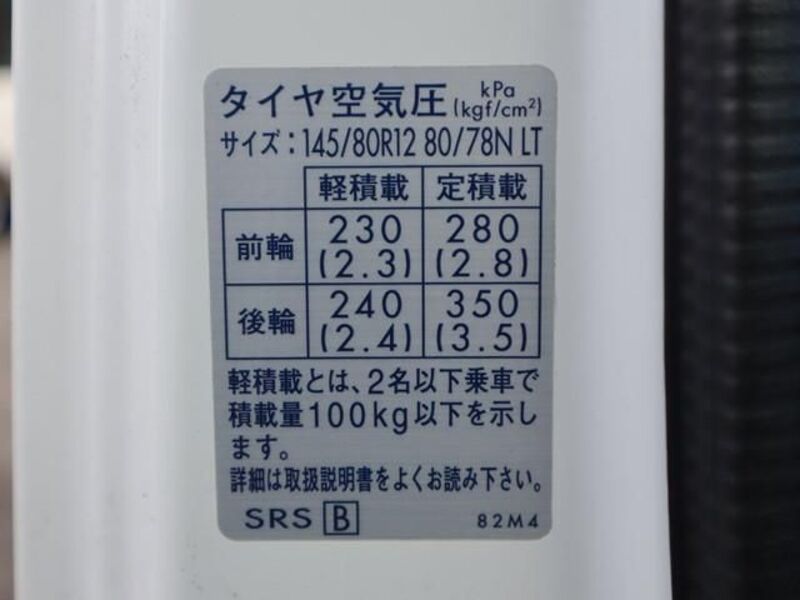 タイヤ空気圧 kPa (kgf/cm²)
サイズ：145/80R12 80/78N LT
軽積載 定積載
前輪 230 (2.3) 280 (2.8)
後輪 240 (2.4) 350 (3.5)
軽積載とは、2名以下乗車で
積載量100kg以下を示し
ます。
詳細は取扱説明書をよくお読み下さい。
SRS B 82M4